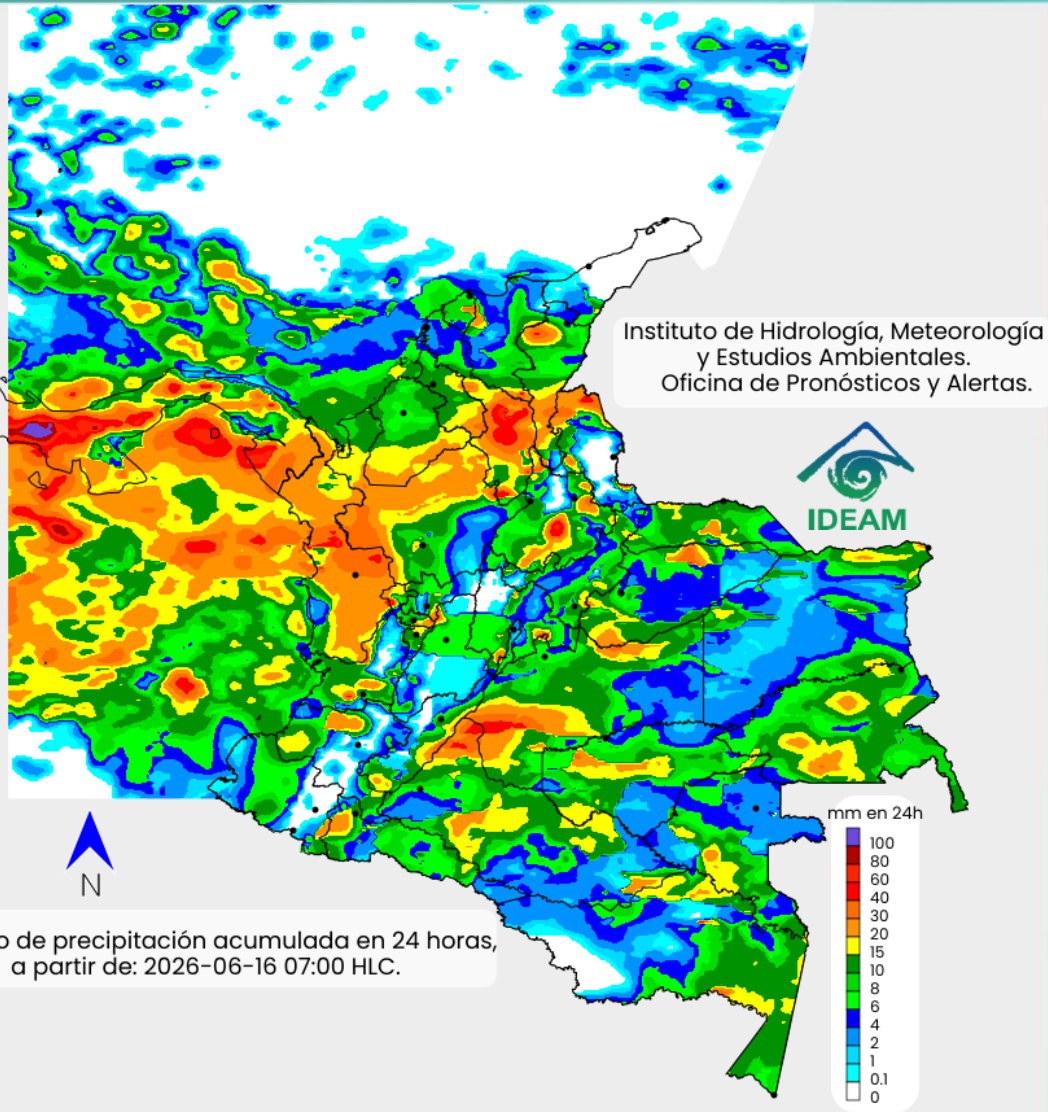 Instituto de Hidrología, Meteorología
y Estudios Ambientales.
Oficina de Pronósticos y Alertas.
IDEAM
mm en 24h
100
80
60
40
30
20
15
10
8
6
4
2
1
0.1
0
N
de precipitación acumulada en 24 horas,
a partir de: 2026-06-16 07:00 HLC.